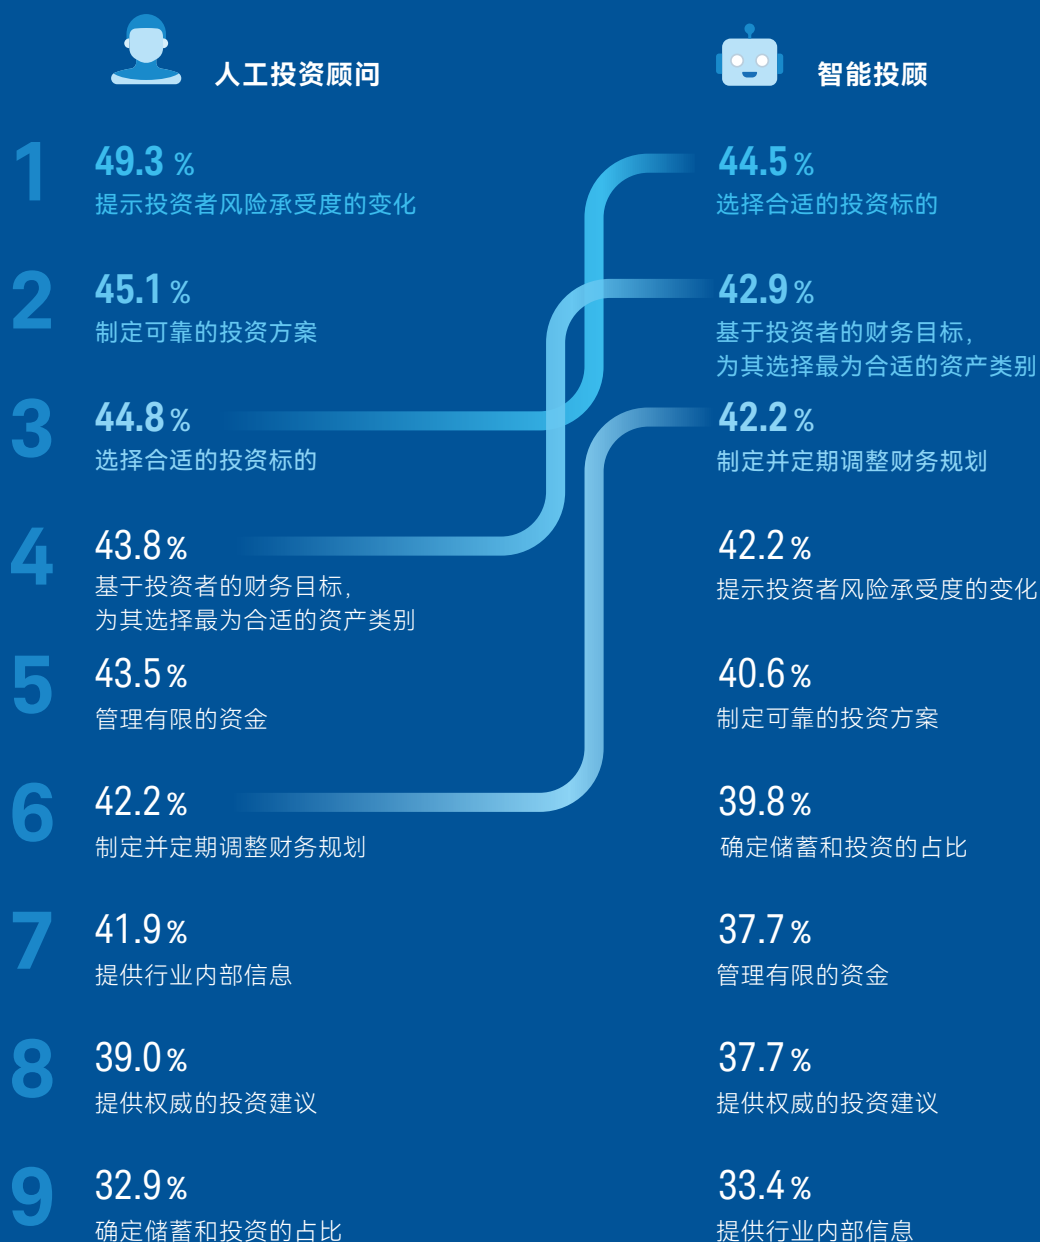 人工投资顾问 智能投顾
1 49.3 % 44.5 %
提示投资者风险承受度的变化 选择合适的投资标的
2 45.1 % 42.9 %
制定可靠的投资方案 基于投资者的财务目标,
为其选择最为合适的资产类别
3 44.8 % 42.2 %
选择合适的投资标的 制定并定期调整财务规划
4 43.8 % 42.2 %
基于投资者的财务目标, 提示投资者风险承受度的变化
为其选择最为合适的资产类别
5 43.5 % 40.6 %
管理有限的资金 制定可靠的投资方案
6 42.2 % 39.8 %
制定并定期调整财务规划 确定储蓄和投资的占比
7 41.9 % 37.7 %
提供行业内部信息 管理有限的资金
8 39.0 % 37.7 %
提供权威的投资建议 提供权威的投资建议
9 32.9 % 33.4 %
确定储蓄和投资的占比 提供行业内部信息